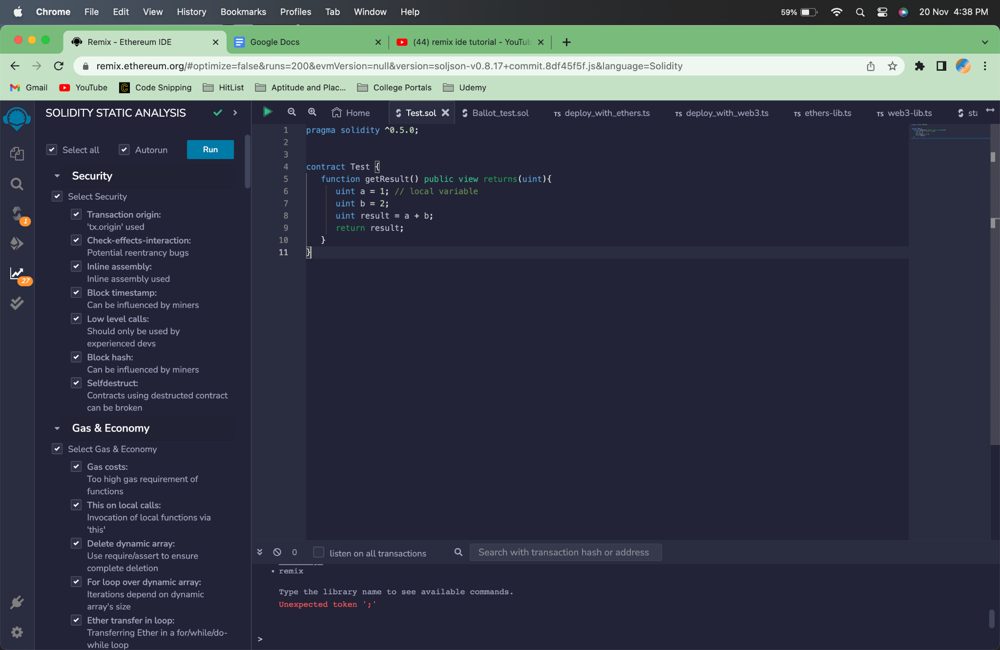 Chrome File Edit View History Bookmarks Profiles Tab Window Help 59% 20 Nov 4:38 PM
Remix - Ethereum IDE Google Docs (44) remix ide tutorial - YouTub
remix.ethereum.org/#optimize=false&runs=200&evmVersion=null&version=soljson-v0.8.17+commit.8df45f5f.js&language=Solidity
Gmail YouTube Code Snipping HitList Aptitude and Plac... College Portals Udemy
SOLIDITY STATIC ANALYSIS
Select all Autorun Run
Security
Select Security
Transaction origin:
'tx.origin' used
Check-effects-interaction:
Potential reentrancy bugs
Inline assembly:
Inline assembly used
Block timestamp:
Can be influenced by miners
Low level calls:
Should only be used by
experienced devs
Block hash:
Can be influenced by miners
Selfdestruct:
Contracts using destructed contract
can be broken
Gas & Economy
Select Gas & Economy
Gas costs:
Too high gas requirement of
functions
This on local calls:
Invocation of local functions via
'this'
Delete dynamic array:
Use require/assert to ensure
complete deletion
For loop over dynamic array:
Iterations depend on dynamic
array's size
Ether transfer in loop:
Transferring Ether in a for/while/do-
while loop
1
27
Home Test.sol Ballot_test.sol TS deploy_with_ethers.ts TS deploy_with_web3.ts TS ethers-lib.ts TS web3-lib.ts sta
1 pragma solidity ^0.5.0;
2
3
4 contract Test {
5 function getResult() public view returns(uint){
6 uint a = 1; // local variable
7 uint b = 2;
8 uint result = a + b;
9 return result;
10 }
11 }
0 listen on all transactions Search with transaction hash or address
• remix
Type the library name to see available commands.
Unexpected token ';'
>